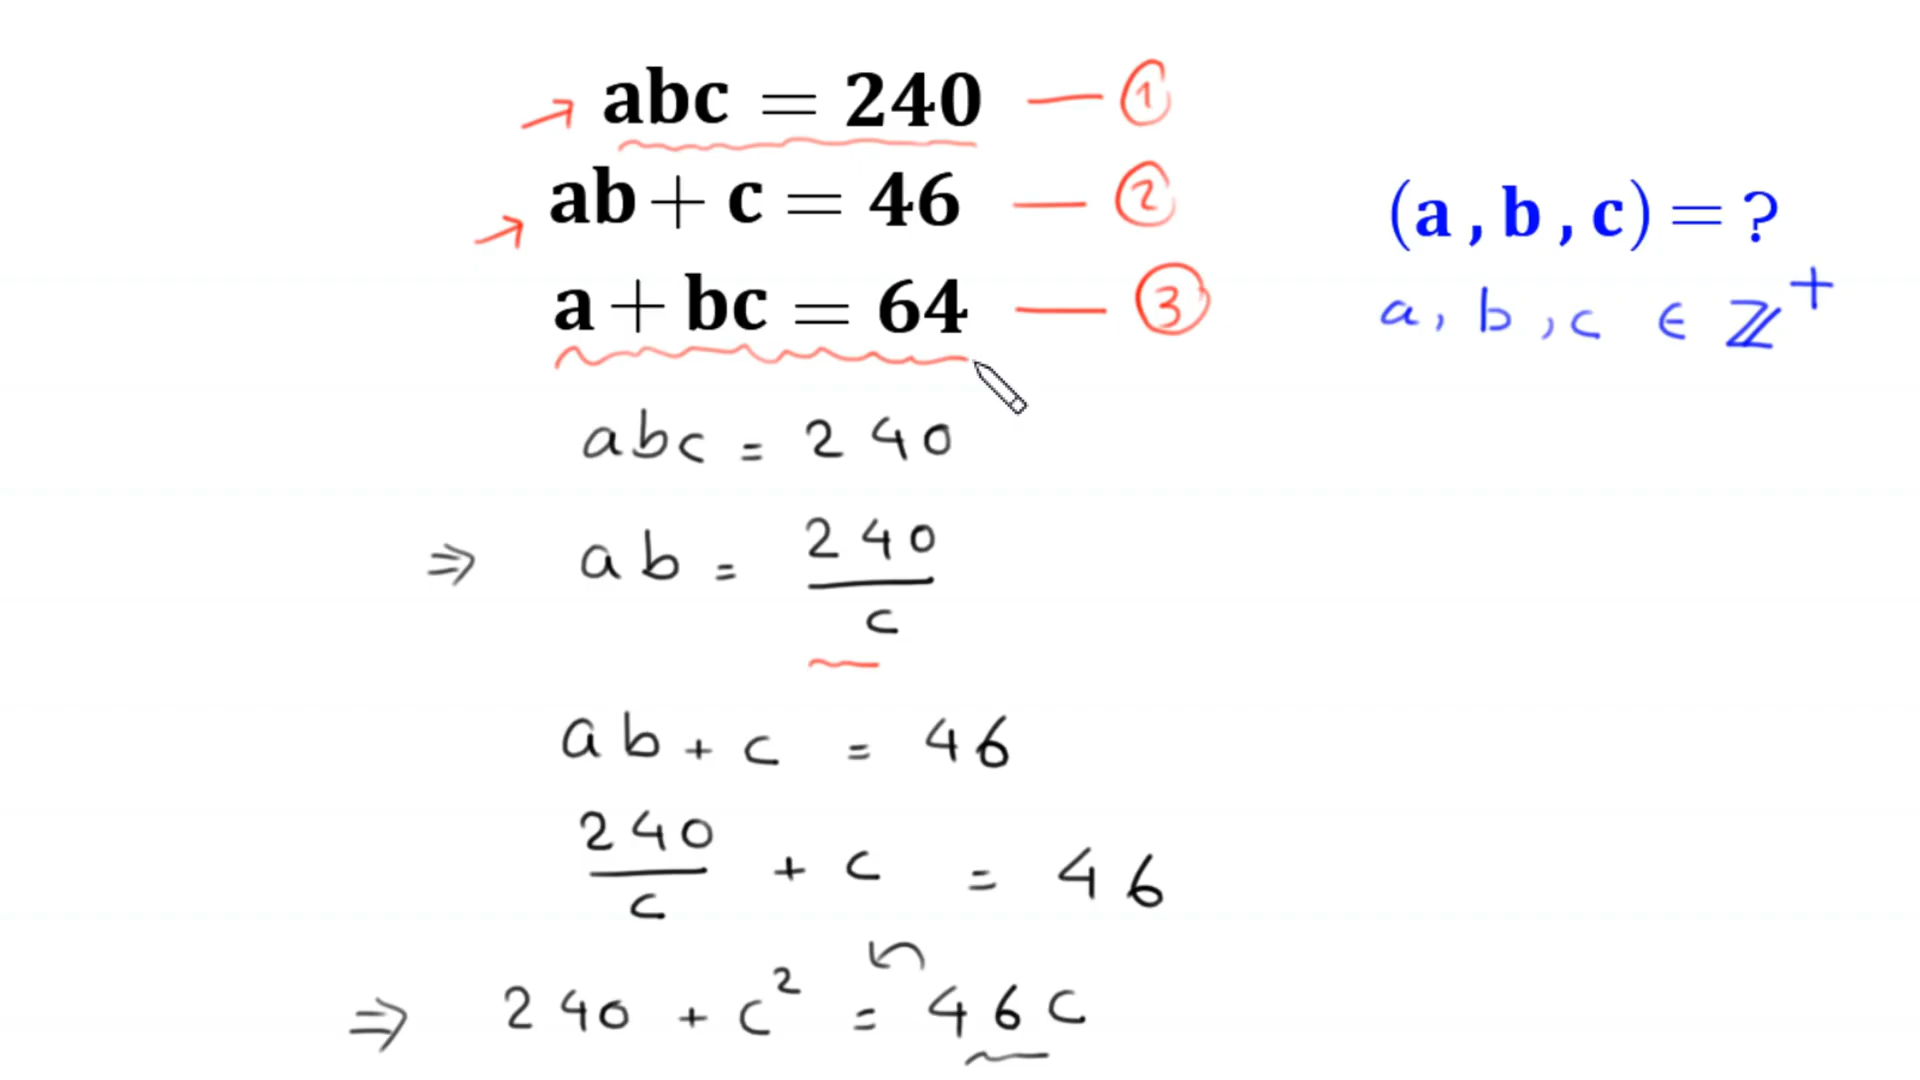 abc = 240 — ①
ab + c = 46 — ②
a + bc = 64 — ③
(a , b , c) = ?
a, b, c ∈ ℤ⁺
abc = 240
⇒ ab = 240/c
ab + c = 46
240/c + c = 46
⇒ 240 + c² = 46c